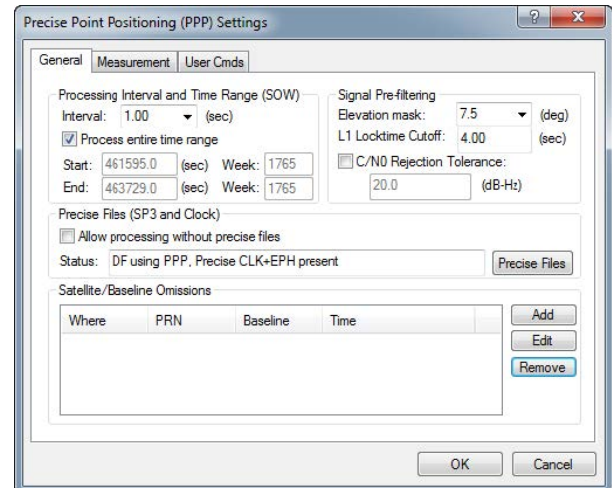 Precise Point Positioning (PPP) Settings
General Measurement User Cmds
Processing Interval and Time Range (SOW)
Interval: 1.00 (sec)
Process entire time range
Start: 461595.0 (sec) Week: 1765
End: 463729.0 (sec) Week: 1765
Signal Pre-filtering
Elevation mask: 7.5 (deg)
L1 Locktime Cutoff: 4.00 (sec)
C/N0 Rejection Tolerance:
20.0 (dB-Hz)
Precise Files (SP3 and Clock)
Allow processing without precise files
Status: DF using PPP, Precise CLK+EPH present Precise Files
Satellite/Baseline Omissions
Where PRN Baseline Time
Add
Edit
Remove
OK Cancel